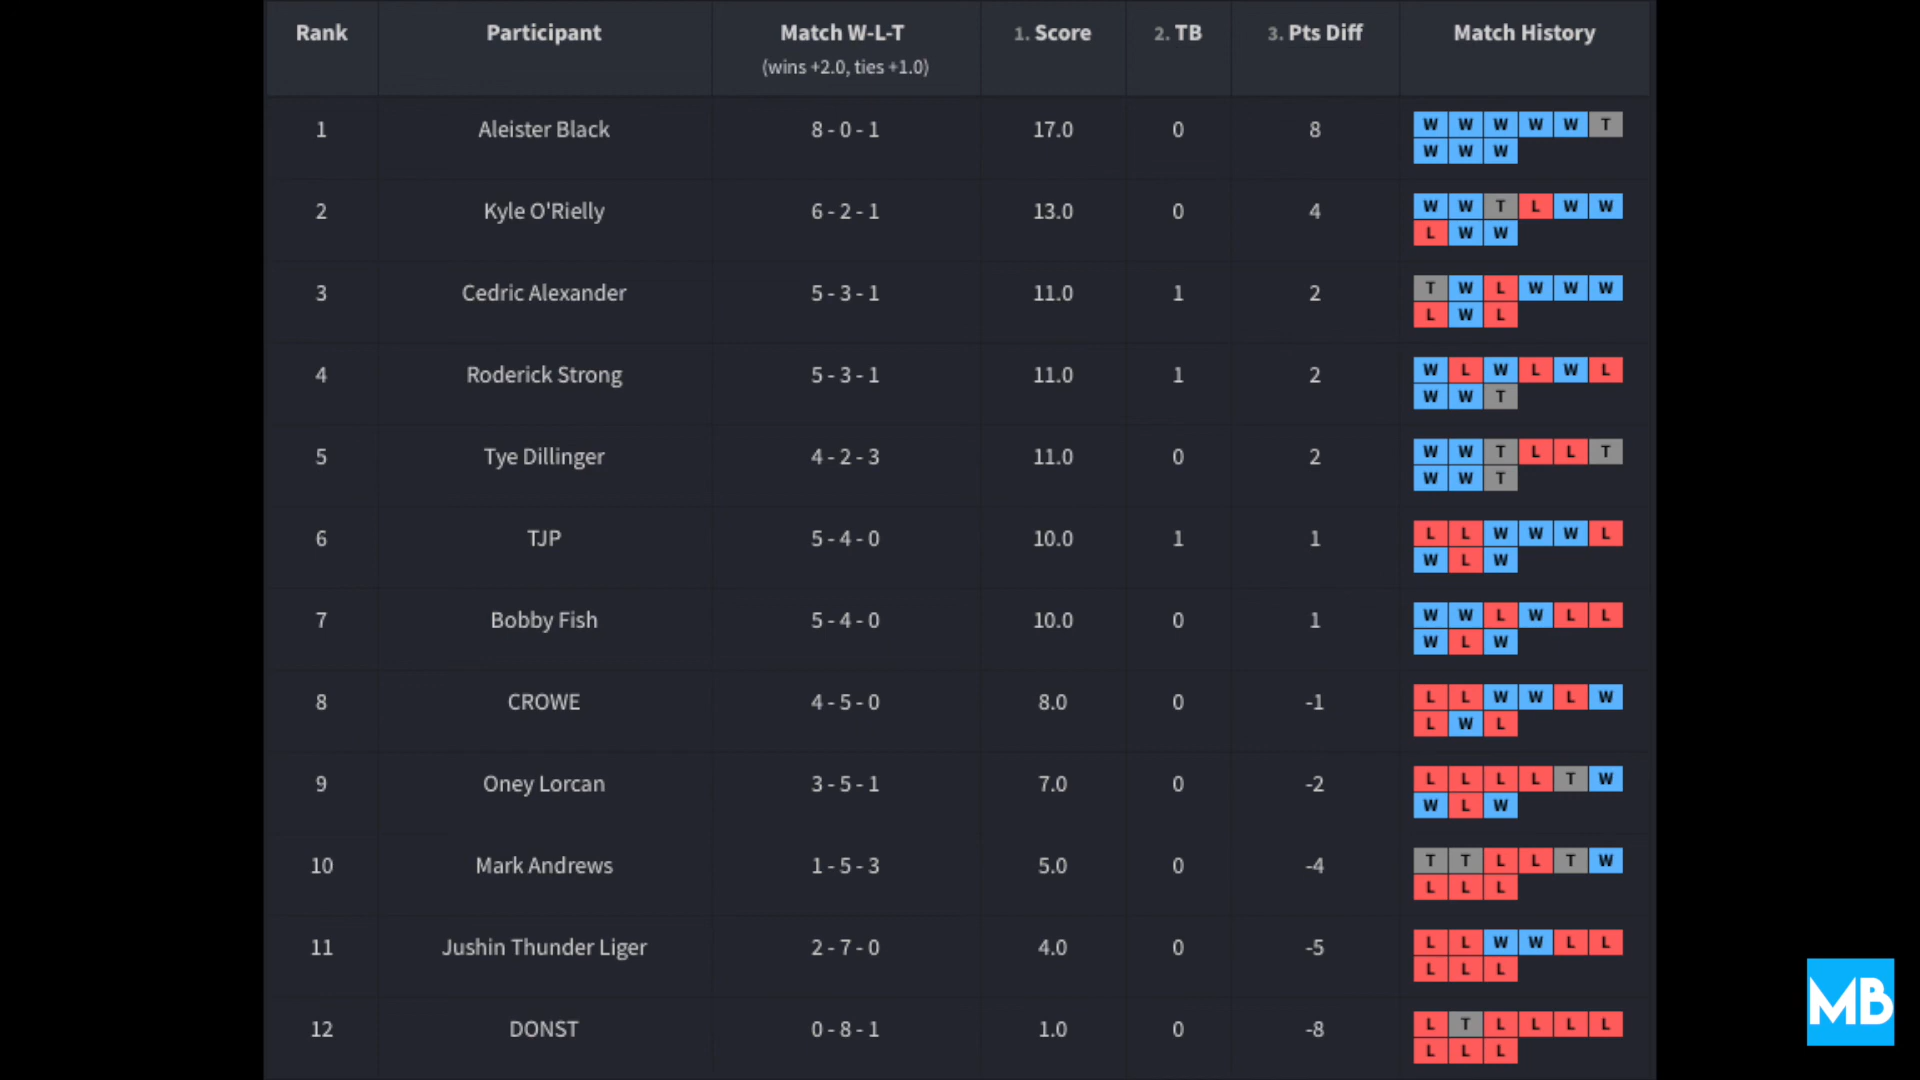 Rank Participant Match W-L-T 1. Score 2. TB 3. Pts Diff Match History
(wins +2.0, ties +1.0)
1 Aleister Black 8 - 0 - 1 17.0 0 8 W W W W W T
W W W
2 Kyle O'Rielly 6 - 2 - 1 13.0 0 4 W W T L W W
L W W
3 Cedric Alexander 5 - 3 - 1 11.0 1 2 T W L W W W
L W L
4 Roderick Strong 5 - 3 - 1 11.0 1 2 W L W L W L
W W T
5 Tye Dillinger 4 - 2 - 3 11.0 0 2 W W T L L T
W W T
6 TJP 5 - 4 - 0 10.0 1 1 L L W W W L
W L W
7 Bobby Fish 5 - 4 - 0 10.0 0 1 W W L W L L
W L W
8 CROWE 4 - 5 - 0 8.0 0 -1 L L W W L W
L W L
9 Oney Lorcan 3 - 5 - 1 7.0 0 -2 L L L L T W
W L W
10 Mark Andrews 1 - 5 - 3 5.0 0 -4 T T L L T W
L L L
11 Jushin Thunder Liger 2 - 7 - 0 4.0 0 -5 L L W W L L
L L L
12 DONST 0 - 8 - 1 1.0 0 -8 L T L L L L
L L L
MB